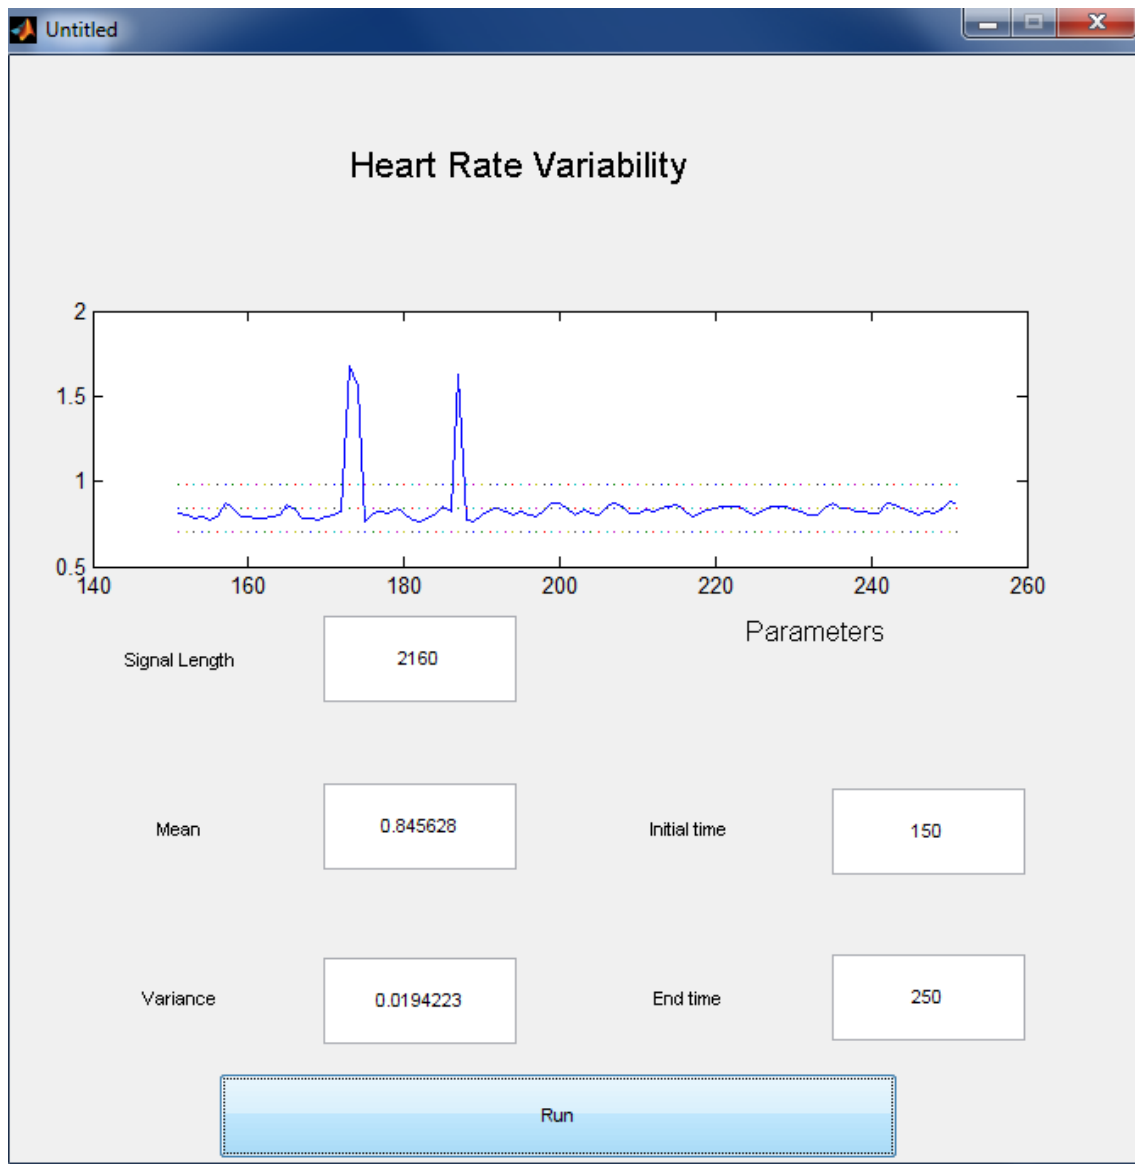 Untitled
Heart Rate Variability
2
1.5
1
0.5
140 160 180 200 220 240 260
Parameters
Signal Length 2160
Mean 0.845628 Initial time 150
Variance 0.0194223 End time 250
Run